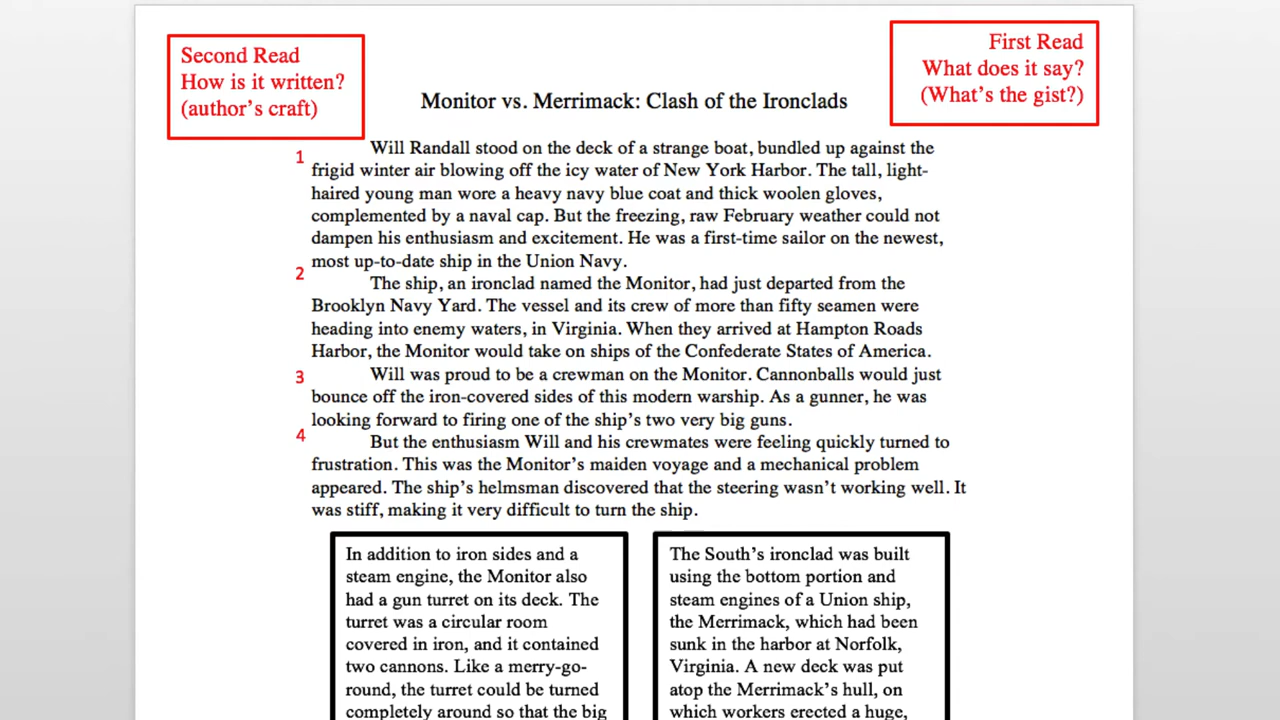 Second Read
How is it written?
(author's craft)
First Read
What does it say?
(What's the gist?)
Monitor vs. Merrimack: Clash of the Ironclads
1
Will Randall stood on the deck of a strange boat, bundled up against the
frigid winter air blowing off the icy water of New York Harbor. The tall, light-
haired young man wore a heavy navy blue coat and thick woolen gloves,
complemented by a naval cap. But the freezing, raw February weather could not
dampen his enthusiasm and excitement. He was a first-time sailor on the newest,
most up-to-date ship in the Union Navy.
2
The ship, an ironclad named the Monitor, had just departed from the
Brooklyn Navy Yard. The vessel and its crew of more than fifty seamen were
heading into enemy waters, in Virginia. When they arrived at Hampton Roads
Harbor, the Monitor would take on ships of the Confederate States of America.
3
Will was proud to be a crewman on the Monitor. Cannonballs would just
bounce off the iron-covered sides of this modern warship. As a gunner, he was
looking forward to firing one of the ship's two very big guns.
4
But the enthusiasm Will and his crewmates were feeling quickly turned to
frustration. This was the Monitor's maiden voyage and a mechanical problem
appeared. The ship's helmsman discovered that the steering wasn't working well. It
was stiff, making it very difficult to turn the ship.
In addition to iron sides and a
steam engine, the Monitor also
had a gun turret on its deck. The
turret was a circular room
covered in iron, and it contained
two cannons. Like a merry-go-
round, the turret could be turned
completely around so that the big
The South's ironclad was built
using the bottom portion and
steam engines of a Union ship,
the Merrimack, which had been
sunk in the harbor at Norfolk,
Virginia. A new deck was put
atop the Merrimack's hull, on
which workers erected a huge,